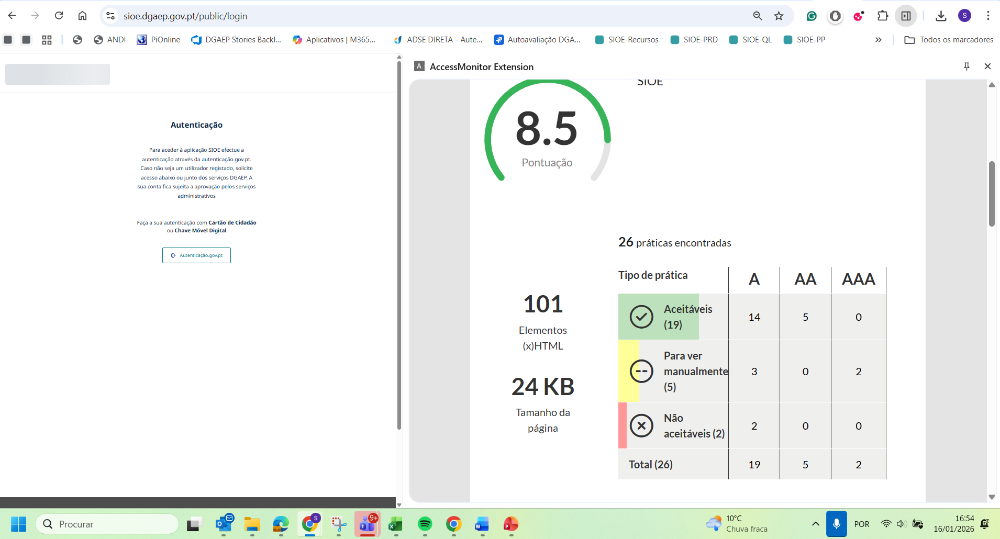 sioe.dgaep.gov.pt/public/login
S
ANDI
PiOnline
DGAEP Stories Backl...
Aplicativos | M365...
ADSE DIRETA - Aute...
Autoavaliação DGA...
SIOE-Recursos
SIOE-PRD
SIOE-QL
SIOE-PP
»
Todos os marcadores
A AccessMonitor Extension
Autenticação
Para aceder à aplicação SIOE efectue a
autenticação através da autenticação.gov.pt.
Caso não seja um utilizador registado, solicite
acesso abaixo ou junto dos serviços DGAEP. A
sua conta fica sujeita a aprovação pelos serviços
administrativos
Faça a sua autenticação com Cartão de Cidadão
ou Chave Móvel Digital
Autenticação.gov.pt
SIOE
8.5
Pontuação
101
Elementos
(x)HTML
24 KB
Tamanho da
página
26 práticas encontradas
Tipo de prática A AA AAA
Aceitáveis
(19)
14 5 0
Para ver
manualmente
(5)
3 0 2
Não
aceitáveis (2)
2 0 0
Total (26) 19 5 2
Procurar
S
9+
10°C
Chuva fraca
POR
16:54
16/01/2026